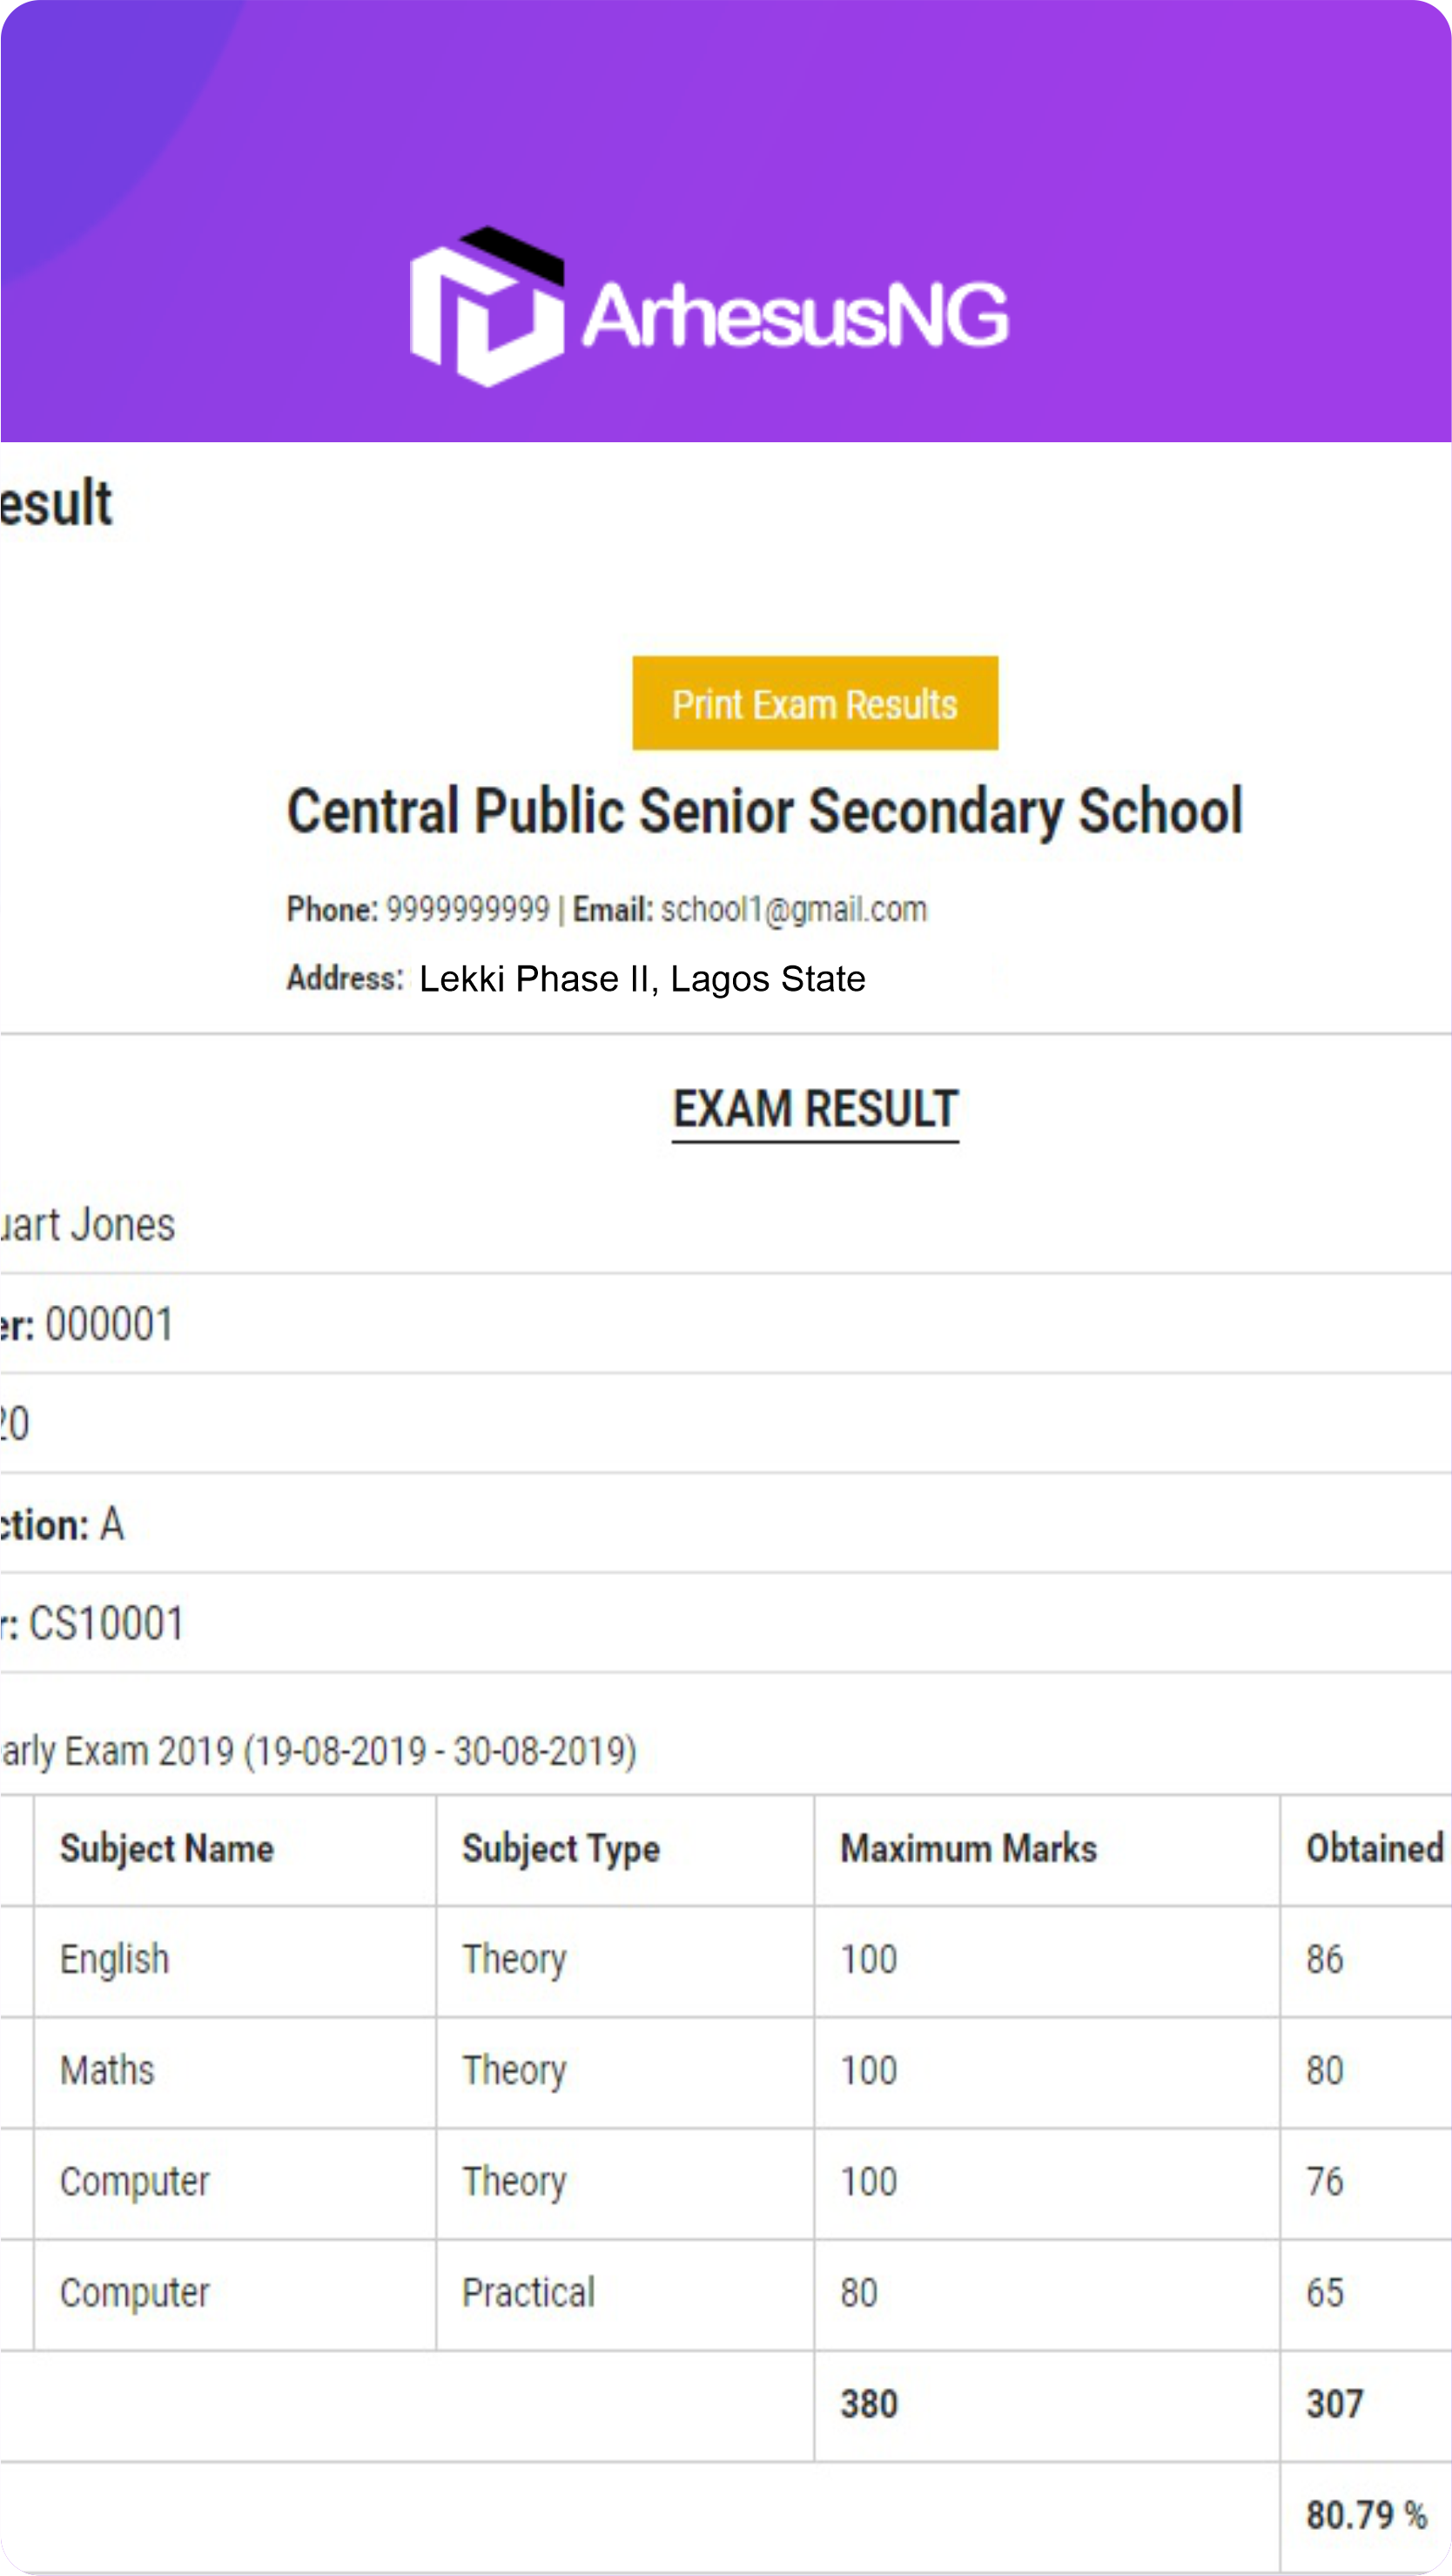 ArhesusNG
esult
Print Exam Results
Central Public Senior Secondary School
Phone: 9999999999 | Email: school1@gmail.com
Address: Lekki Phase II, Lagos State
EXAM RESULT
uart Jones
er: 000001
20
ction: A
r: CS10001
arly Exam 2019 (19-08-2019 - 30-08-2019)
Subject Name Subject Type Maximum Marks Obtained
English Theory 100 86
Maths Theory 100 80
Computer Theory 100 76
Computer Practical 80 65
380 307
80.79 %